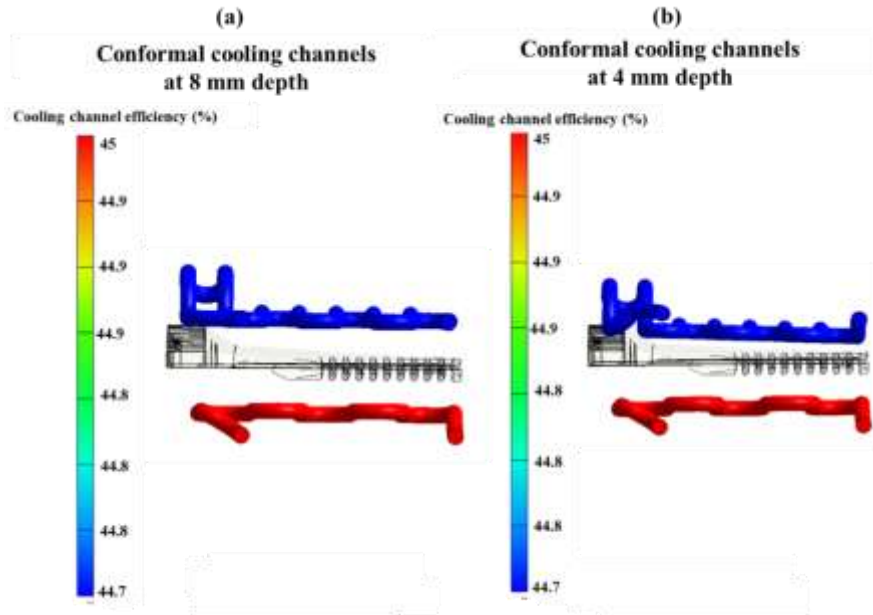 (a)
Conformal cooling channels
at 8 mm depth
Cooling channel efficiency (%)
45
44.9
44.9
44.9
44.8
44.8
44.8
44.7
(b)
Conformal cooling channels
at 4 mm depth
Cooling channel efficiency (%)
45
44.9
44.9
44.9
44.8
44.8
44.8
44.7